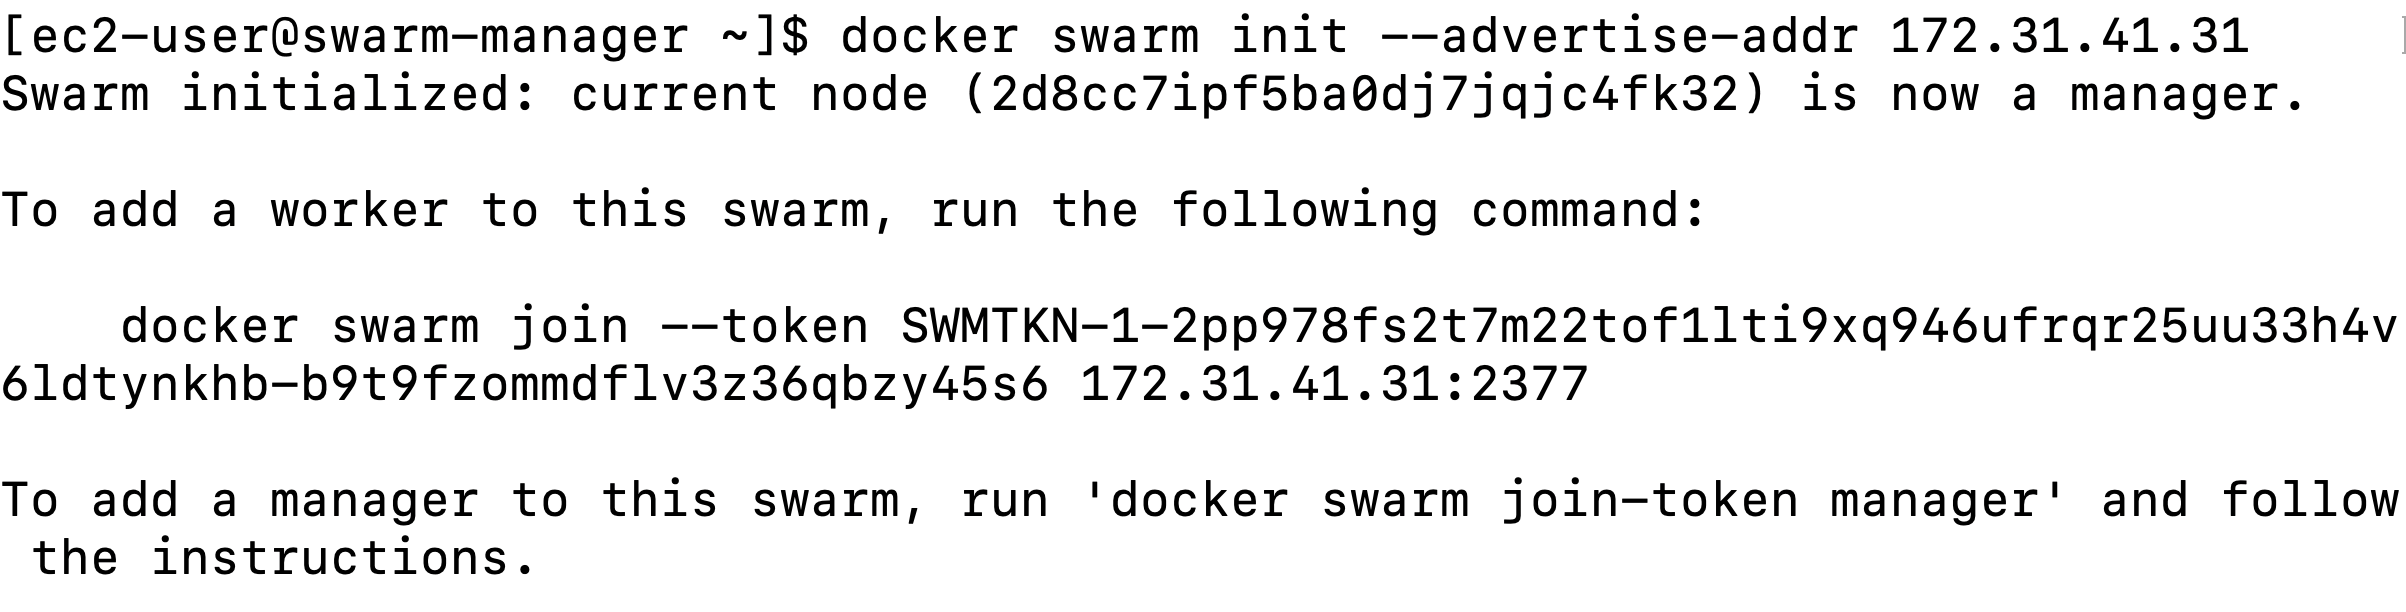 [ec2-user@swarm-manager ~]$ docker swarm init --advertise-addr 172.31.41.31
Swarm initialized: current node (2d8cc7ipf5ba0dj7jqjc4fk32) is now a manager.
To add a worker to this swarm, run the following command:
docker swarm join --token SWMTKN-1-2pp978fs2t7m22tof1lti9xq946ufrqr25uu33h4v
6ldtynkhb-b9t9fzommdflv3z36qbzy45s6 172.31.41.31:2377
To add a manager to this swarm, run 'docker swarm join-token manager' and follow
the instructions.